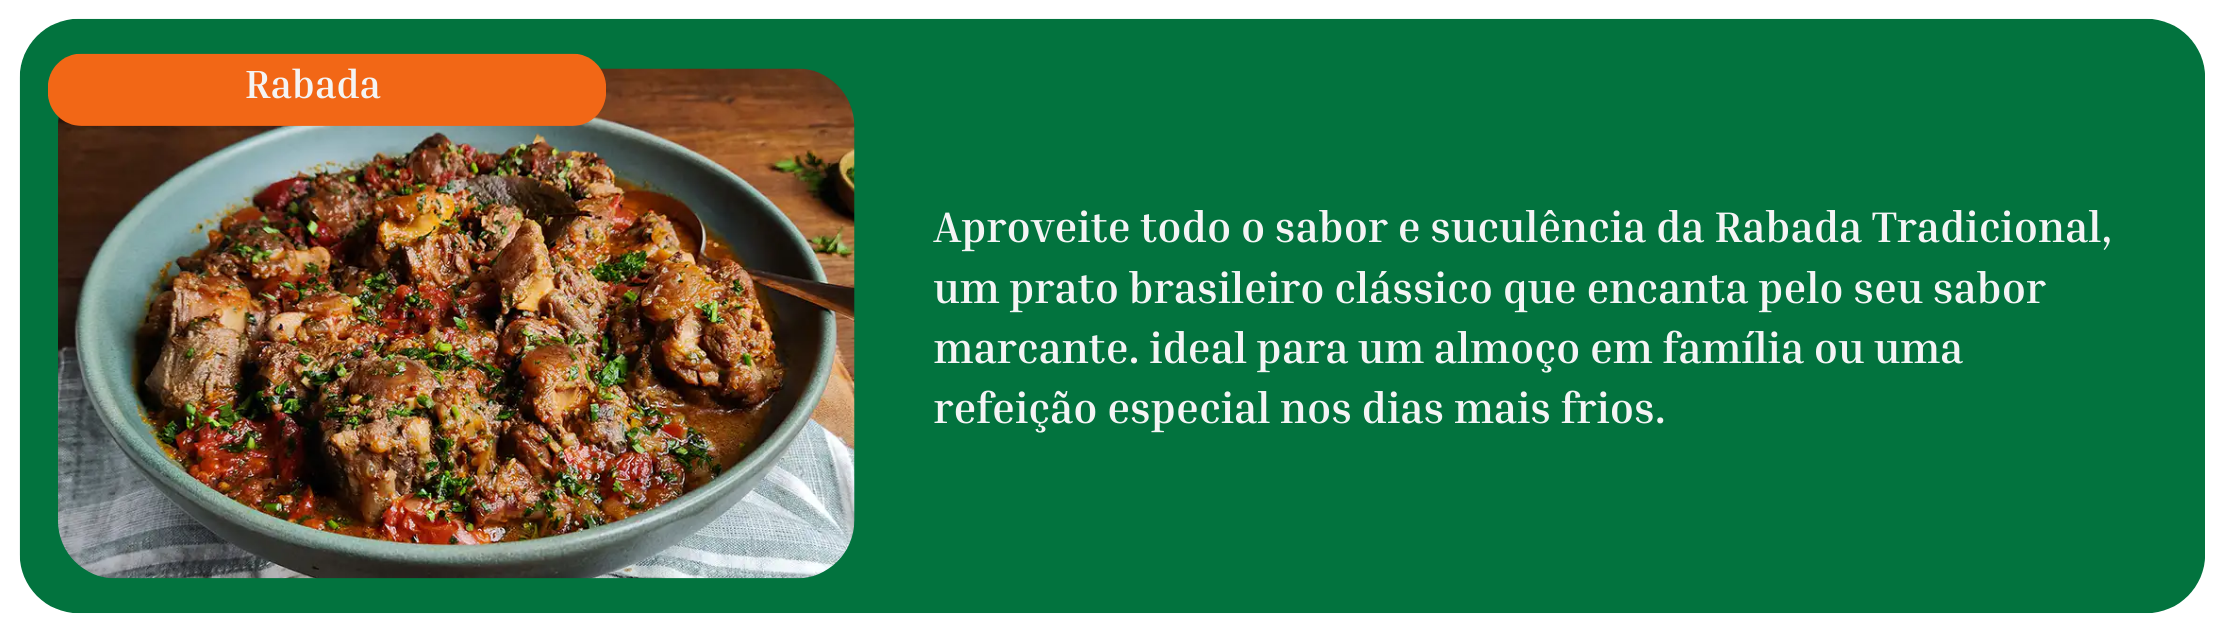 Rabada
Aproveite todo o sabor e suculência da Rabada Tradicional,
um prato brasileiro clássico que encanta pelo seu sabor
marcante. ideal para um almoço em família ou uma
refeição especial nos dias mais frios.